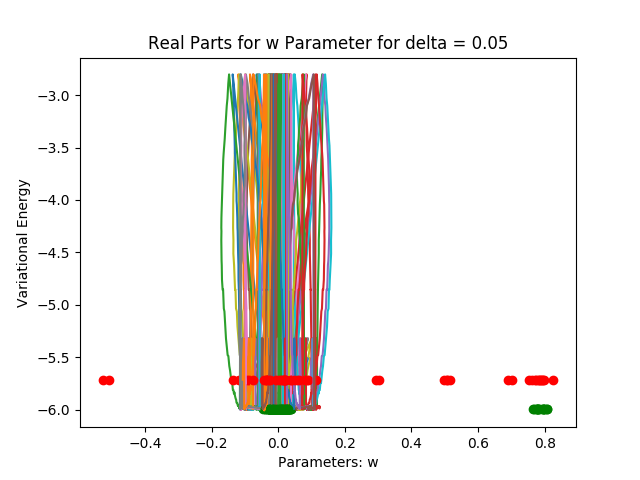 Real Parts for w Parameter for delta = 0.05
−3.0
−3.5
−4.0
−4.5
−5.0
−5.5
−6.0
Variational Energy
−0.4 −0.2 0.0 0.2 0.4 0.6 0.8
Parameters: w